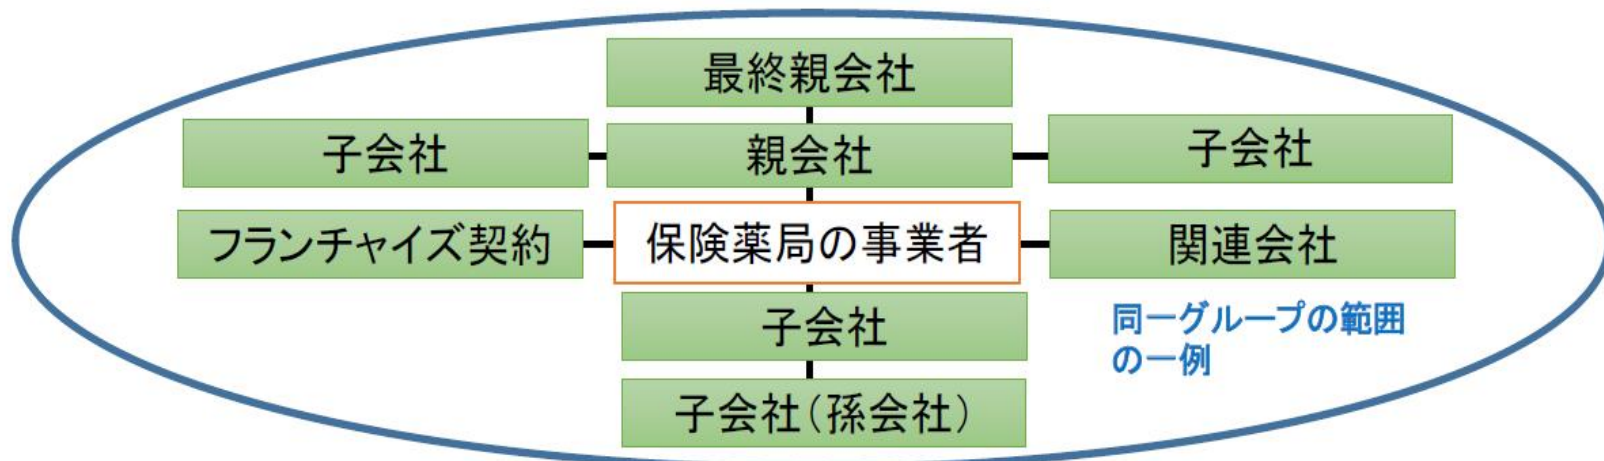 最終親会社
子会社
親会社
子会社
フランチャイズ契約
保険薬局の事業者
関連会社
子会社
同一グループの範囲
の一例
子会社(孫会社)